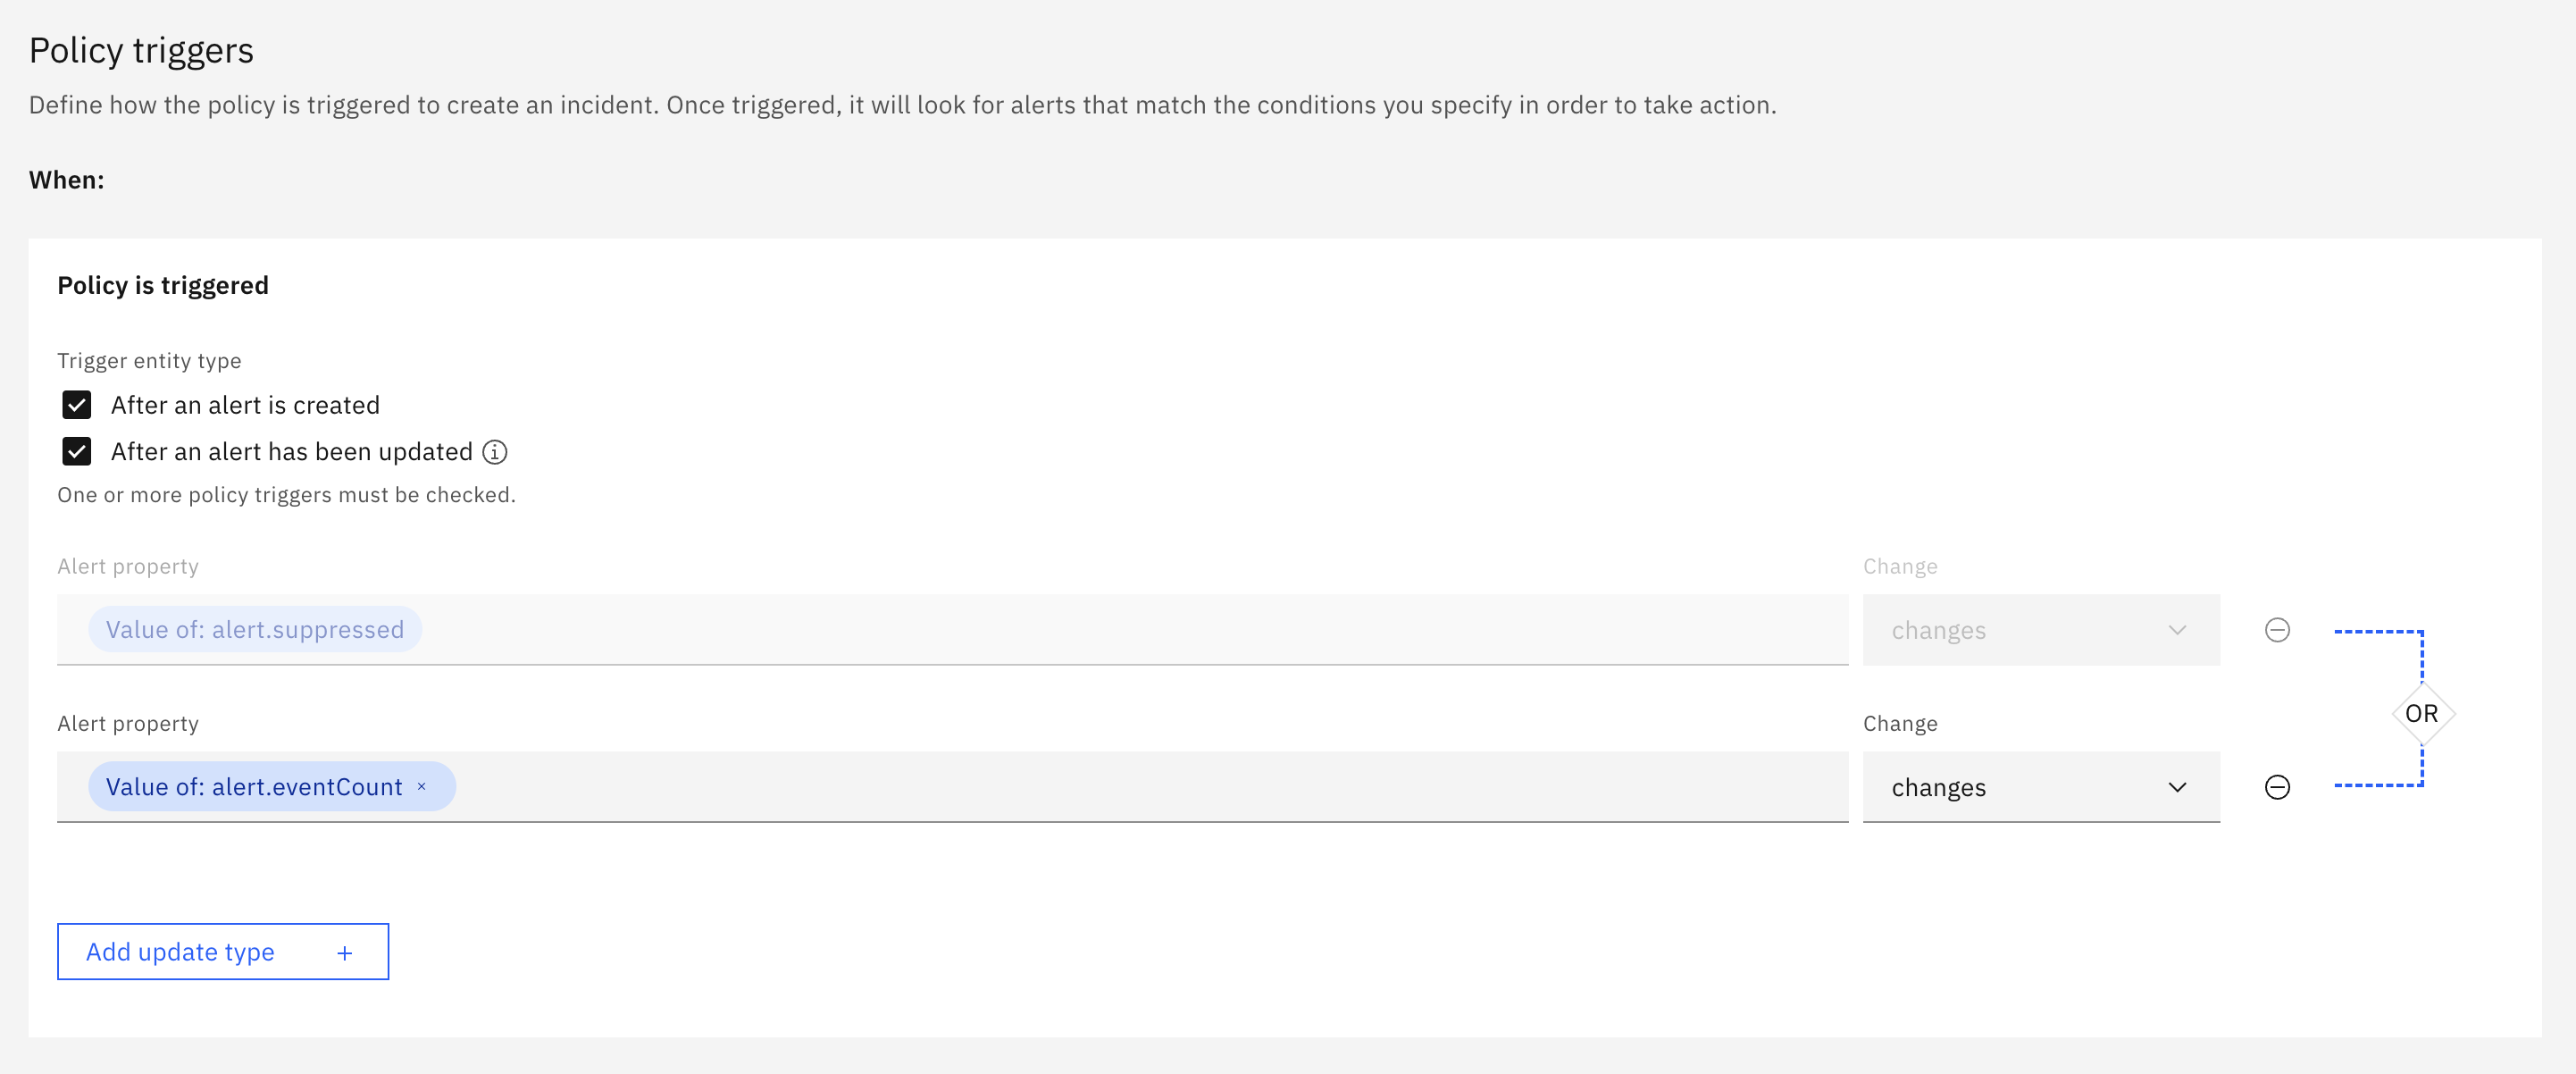 Policy triggers
Define how the policy is triggered to create an incident. Once triggered, it will look for alerts that match the conditions you specify in order to take action.
When:
Policy is triggered
Trigger entity type
After an alert is created
After an alert has been updated
One or more policy triggers must be checked.
Alert property
Change
Value of: alert.suppressed
changes
OR
Alert property
Change
Value of: alert.eventCount ×
changes
Add update type +